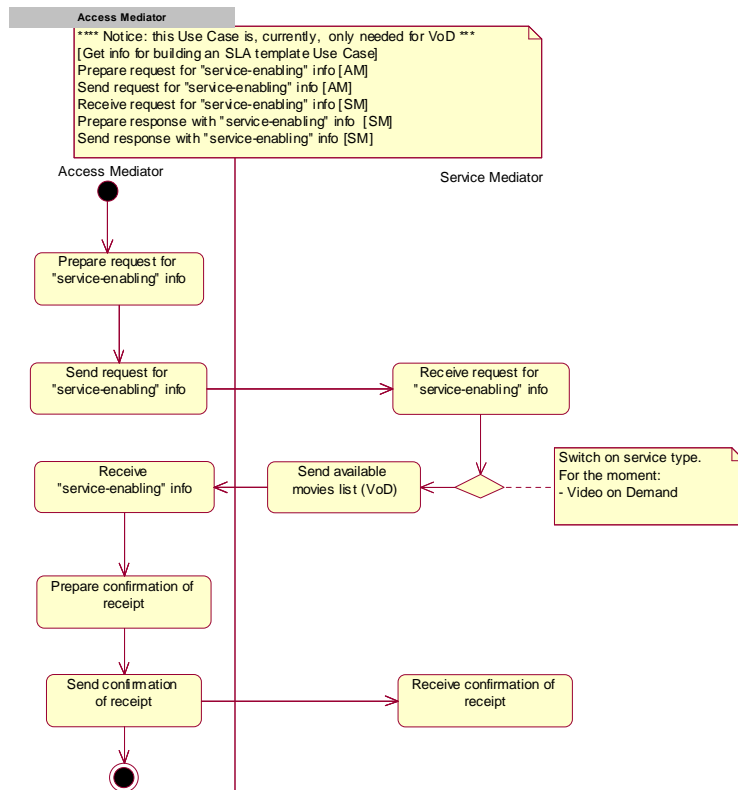 Access Mediator
**** Notice: this Use Case is, currently, only needed for VoD ***
[Get info for building an SLA template Use Case]
Prepare request for "service-enabling" info [AM]
Send request for "service-enabling" info [AM]
Receive request for "service-enabling" info [SM]
Prepare response with "service-enabling" info [SM]
Send response with "service-enabling" info [SM]
Access Mediator
Service Mediator
Prepare request for
"service-enabling" info
Send request for
"service-enabling" info
Receive request for
"service-enabling" info
Switch on service type.
For the moment:
- Video on Demand
Send available
movies list (VoD)
Receive
"service-enabling" info
Prepare confirmation of
receipt
Send confirmation
of receipt
Receive confirmation of
receipt